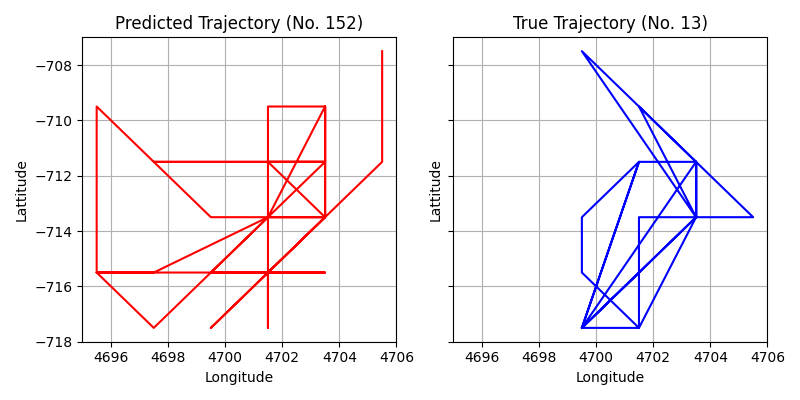 Predicted Trajectory (No. 152)
True Trajectory (No. 13)
−708
−710
−712
−714
−716
−718
Lattitude
Lattitude
4696 4698 4700 4702 4704 4706
4696 4698 4700 4702 4704 4706
Longitude
Longitude